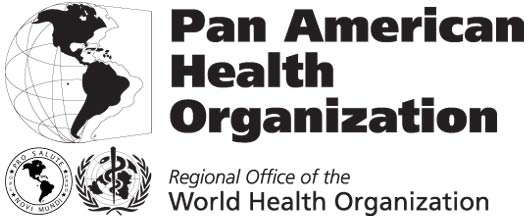 Pan American
Health
Organization
PRO SALUTE
NOVI MUNDI
Regional Office of the
World Health Organization